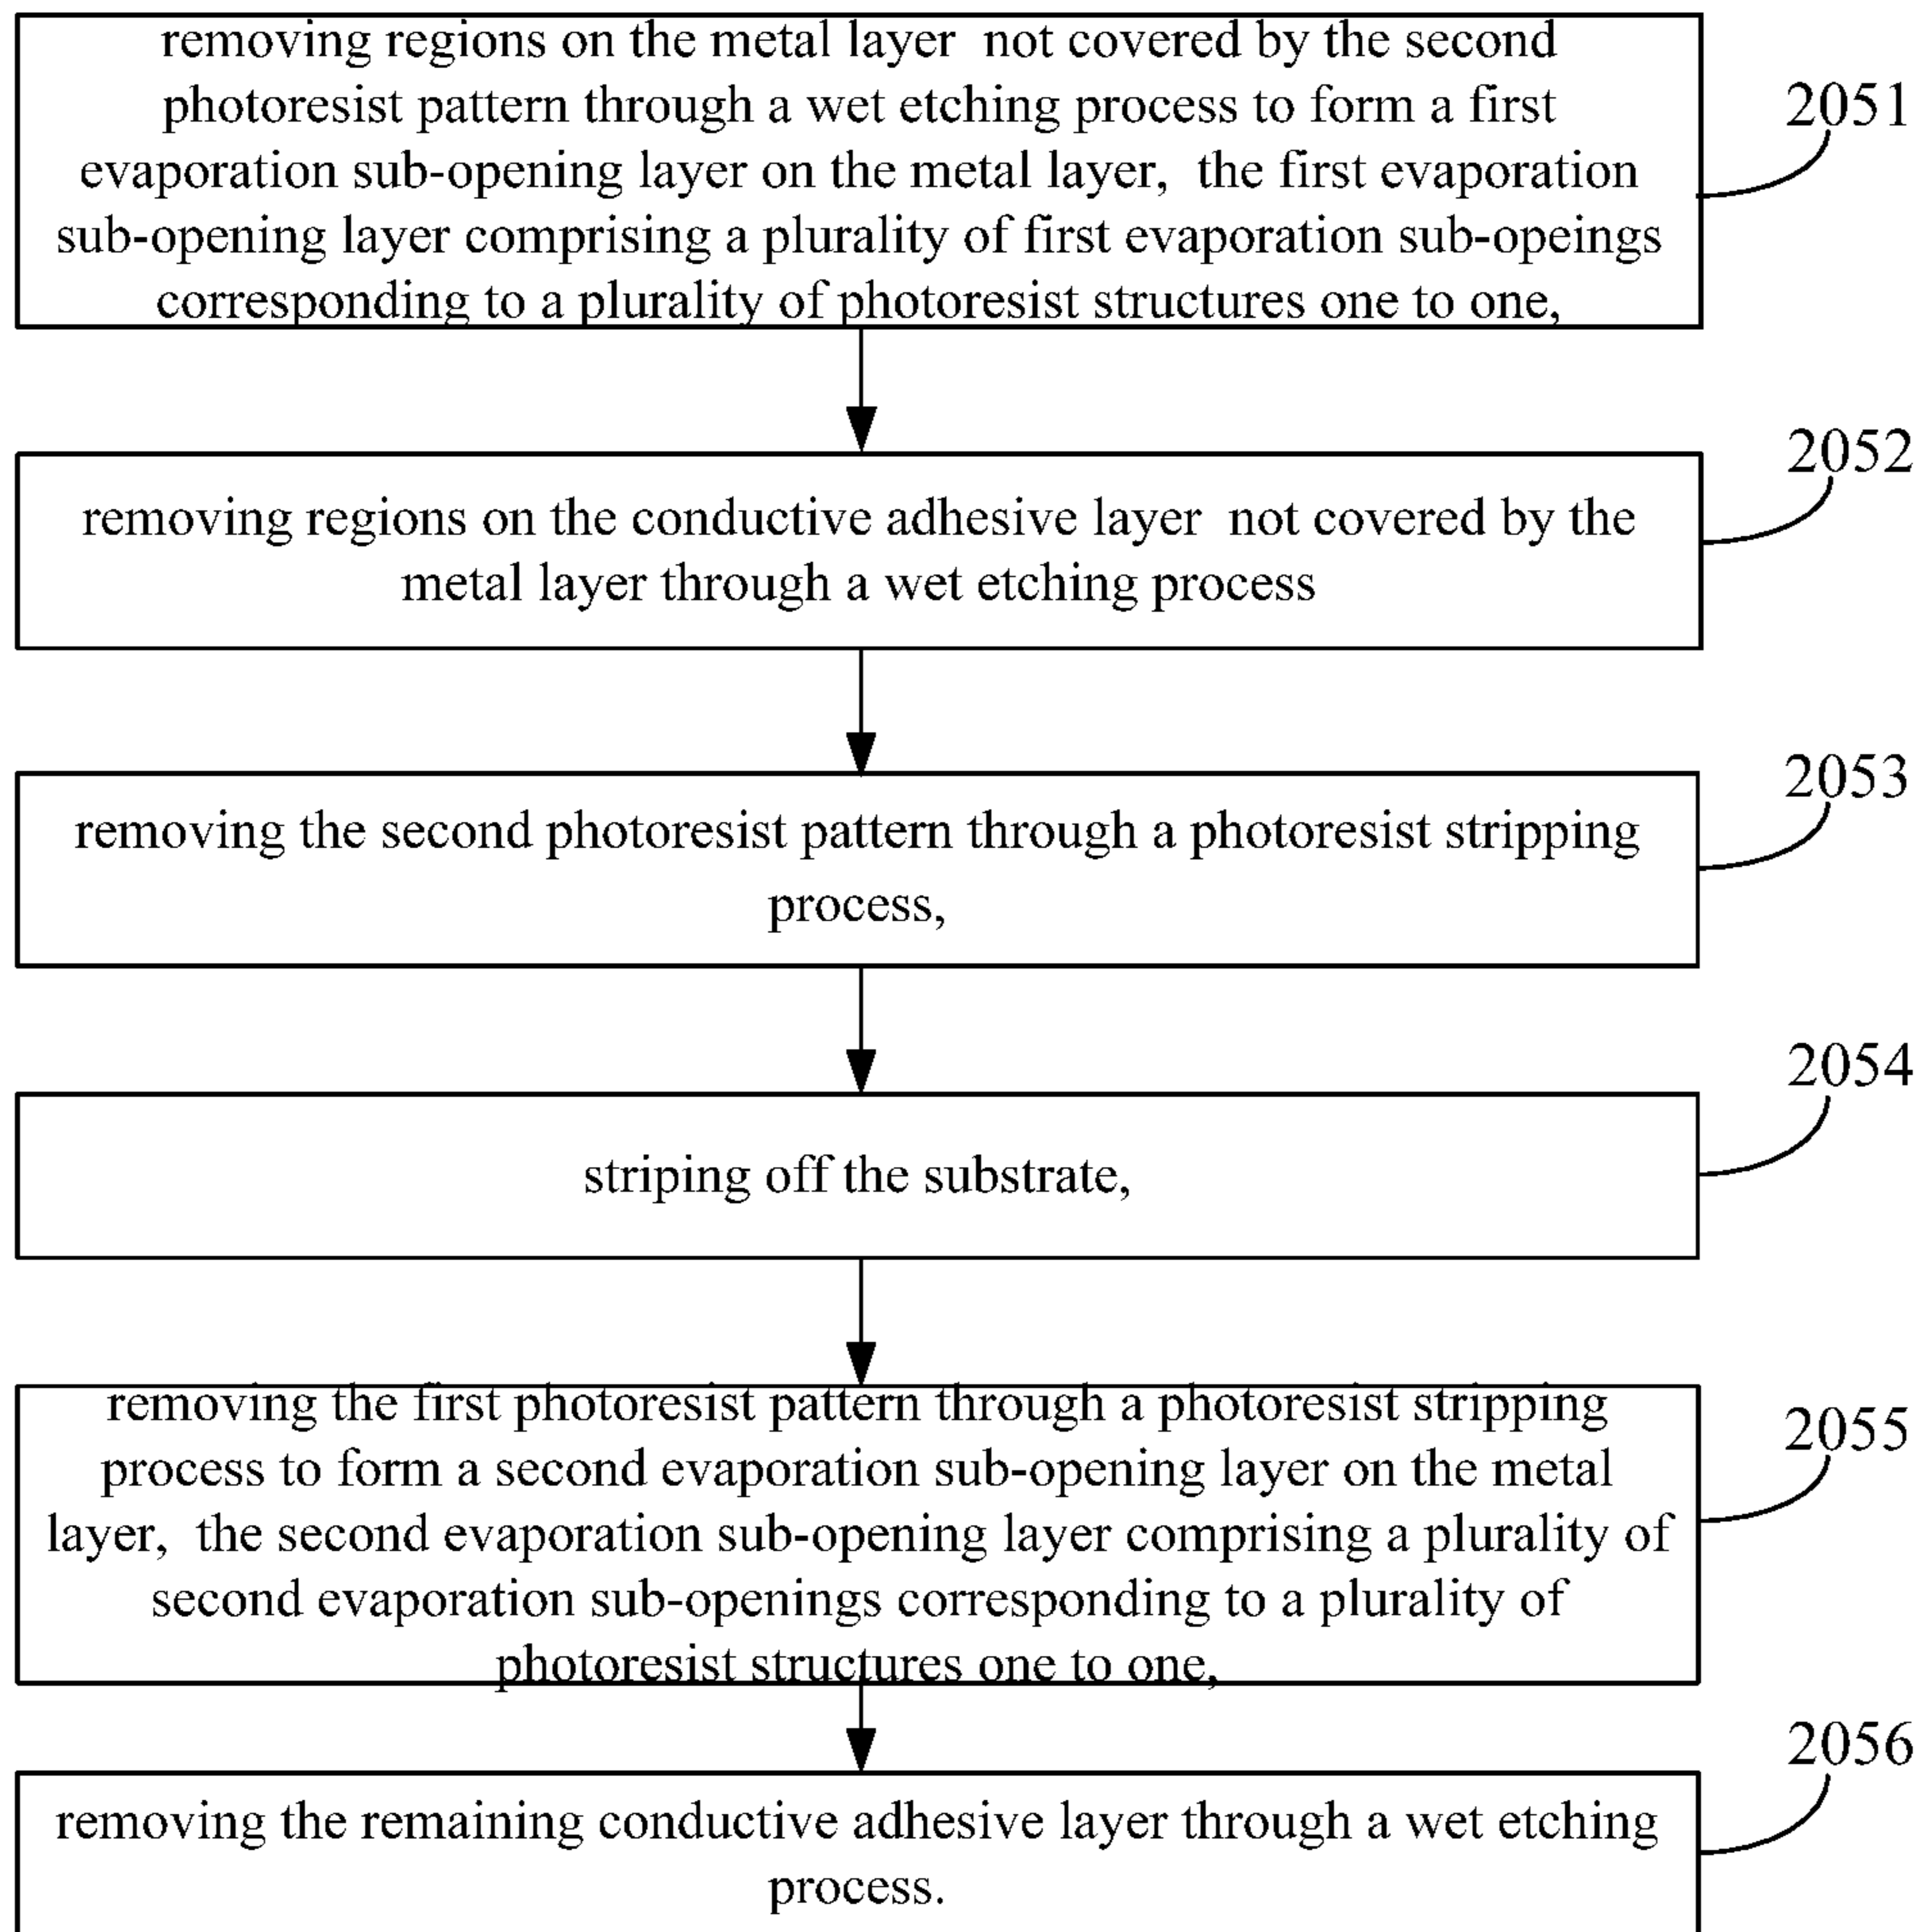 removing regions on the metal layer not covered by the second
photoresist pattern through a wet etching process to form a first
evaporation sub-opening layer on the metal layer, the first evaporation
sub-opening layer comprising a plurality of first evaporation sub-opeings
corresponding to a plurality of photoresist structures one to one,
2051
removing regions on the conductive adhesive layer not covered by the
metal layer through a wet etching process
2052
removing the second photoresist pattern through a photoresist stripping
process,
2053
striping off the substrate,
2054
removing the first photoresist pattern through a photoresist stripping
process to form a second evaporation sub-opening layer on the metal
layer, the second evaporation sub-opening layer comprising a plurality of
second evaporation sub-openings corresponding to a plurality of
photoresist structures one to one,
2055
removing the remaining conductive adhesive layer through a wet etching
process.
2056